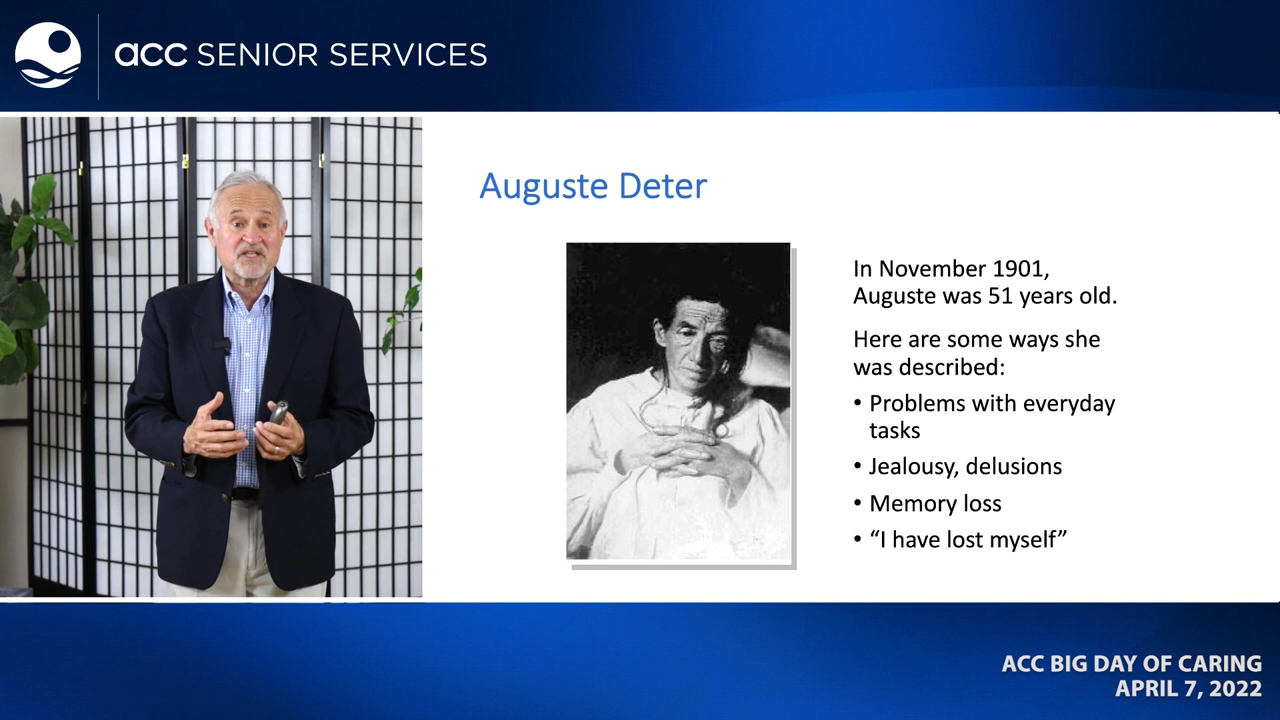 acc SENIOR SERVICES
Auguste Deter
In November 1901,
Auguste was 51 years old.
Here are some ways she
was described:
• Problems with everyday
tasks
• Jealousy, delusions
• Memory loss
• “I have lost myself”
ACC BIG DAY OF CARING
APRIL 7, 2022